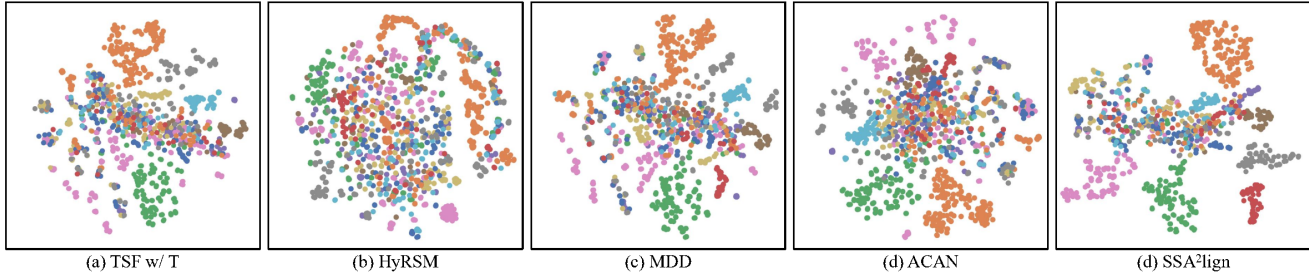 (a) TSF w/ T
(b) HyRSM
(c) MDD
(d) ACAN
(d) SSA²lign